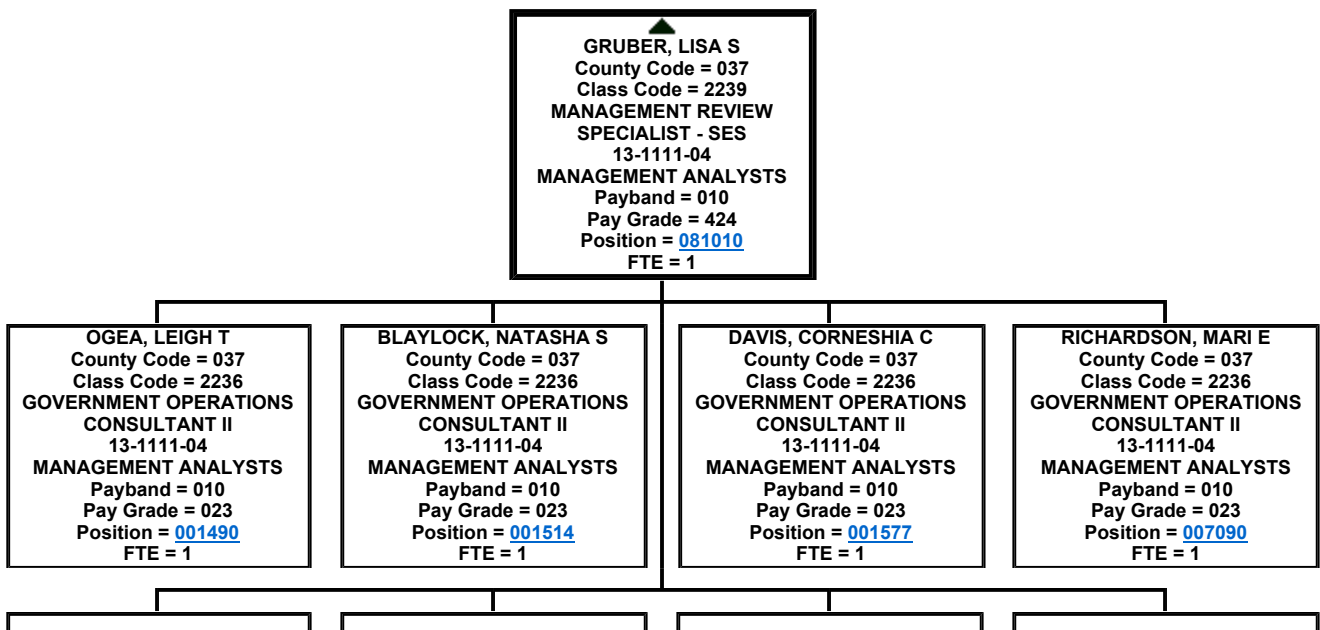 GRUBER, LISA S
County Code = 037
Class Code = 2239
MANAGEMENT REVIEW
SPECIALIST - SES
13-1111-04
MANAGEMENT ANALYSTS
Payband = 010
Pay Grade = 424
Position = 081010
FTE = 1
OGEA, LEIGH T
County Code = 037
Class Code = 2236
GOVERNMENT OPERATIONS
CONSULTANT II
13-1111-04
MANAGEMENT ANALYSTS
Payband = 010
Pay Grade = 023
Position = 001490
FTE = 1
BLAYLOCK, NATASHA S
County Code = 037
Class Code = 2236
GOVERNMENT OPERATIONS
CONSULTANT II
13-1111-04
MANAGEMENT ANALYSTS
Payband = 010
Pay Grade = 023
Position = 001514
FTE = 1
DAVIS, CORNESHIA C
County Code = 037
Class Code = 2236
GOVERNMENT OPERATIONS
CONSULTANT II
13-1111-04
MANAGEMENT ANALYSTS
Payband = 010
Pay Grade = 023
Position = 001577
FTE = 1
RICHARDSON, MARI E
County Code = 037
Class Code = 2236
GOVERNMENT OPERATIONS
CONSULTANT II
13-1111-04
MANAGEMENT ANALYSTS
Payband = 010
Pay Grade = 023
Position = 007090
FTE = 1